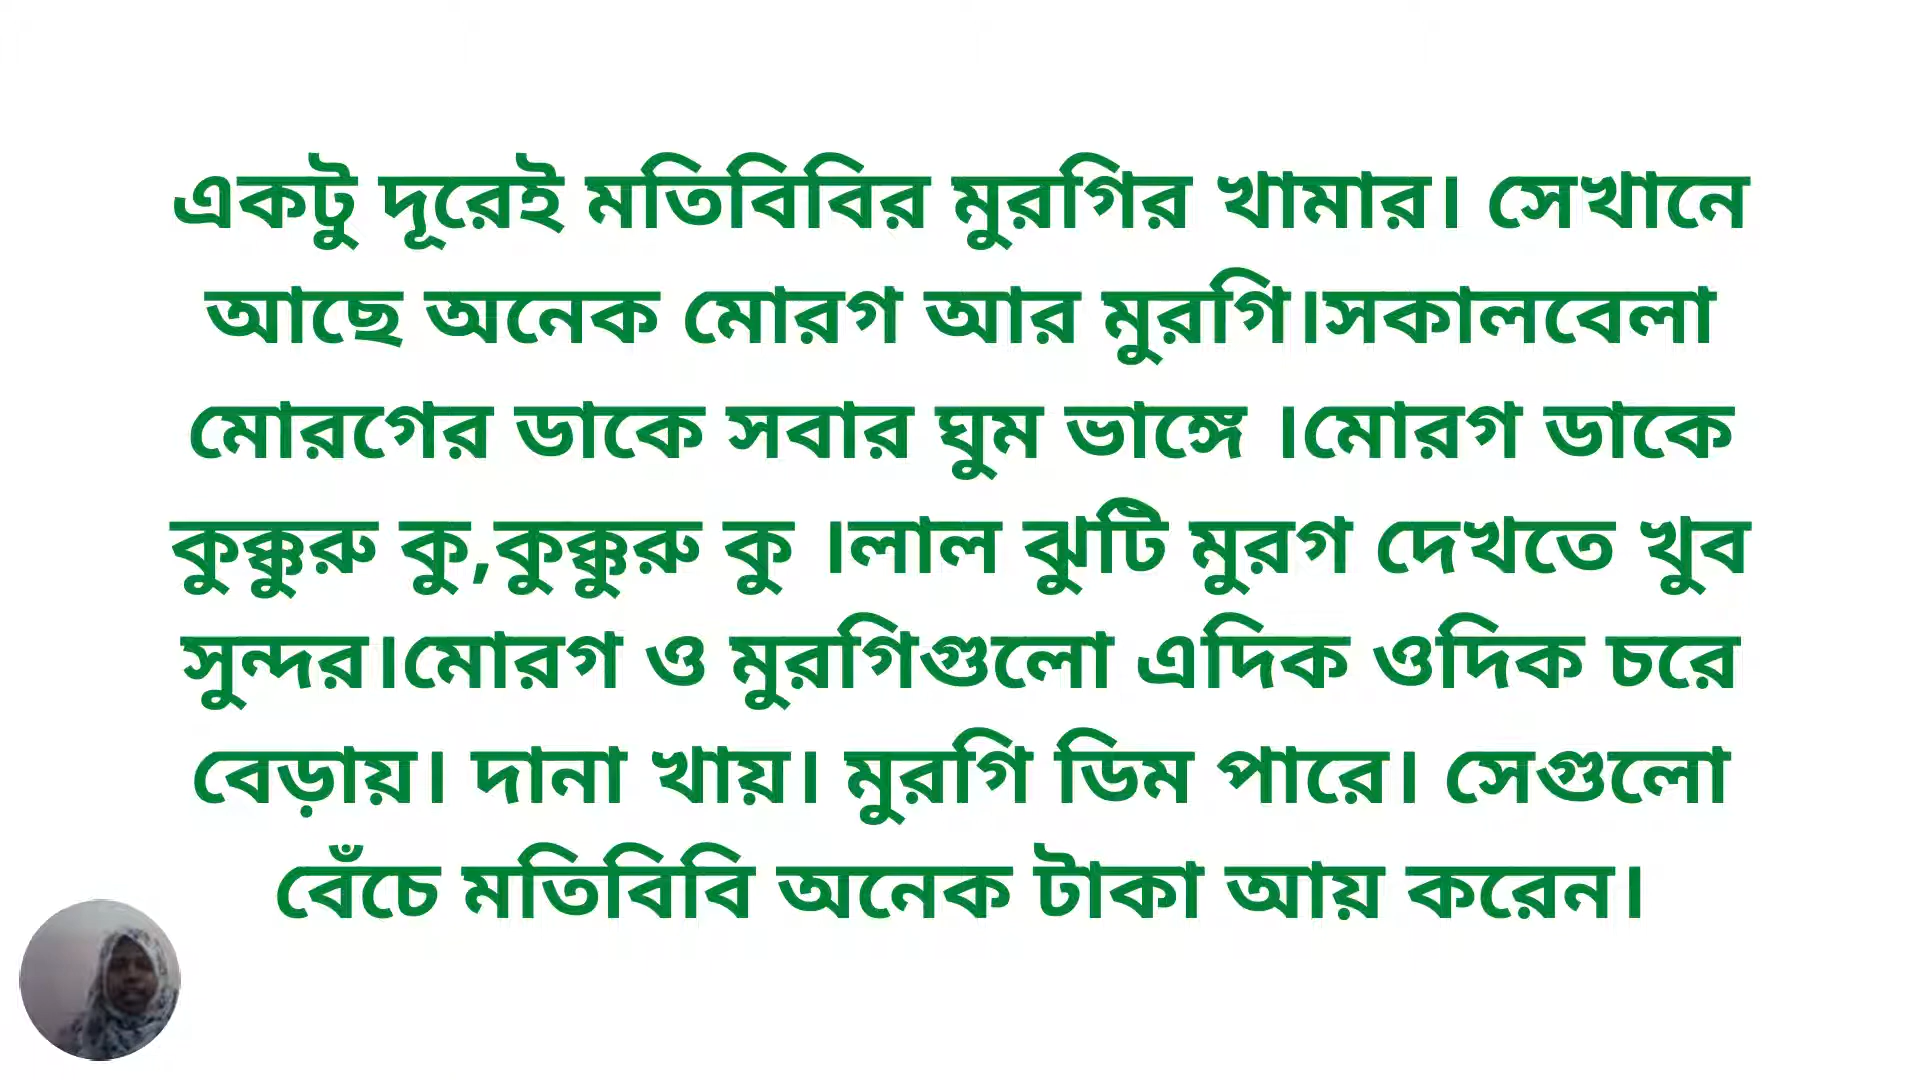 একটু দূরেই মতিবিবির মুরগির খামার। সেখানে
আছে অনেক মোরগ আর মুরগি।সকালবেলা
মোরগের ডাকে সবার ঘুম ভাঙ্গে ।মোরগ ডাকে
কুক্কুরু কু,কুক্কুরু কু ।লাল ঝুটি মুরগ দেখতে খুব
সুন্দর।মোরগ ও মুরগিগুলো এদিক ওদিক চরে
বেড়ায়। দানা খায়। মুরগি ডিম পারে। সেগুলো
বেঁচে মতিবিবি অনেক টাকা আয় করেন।